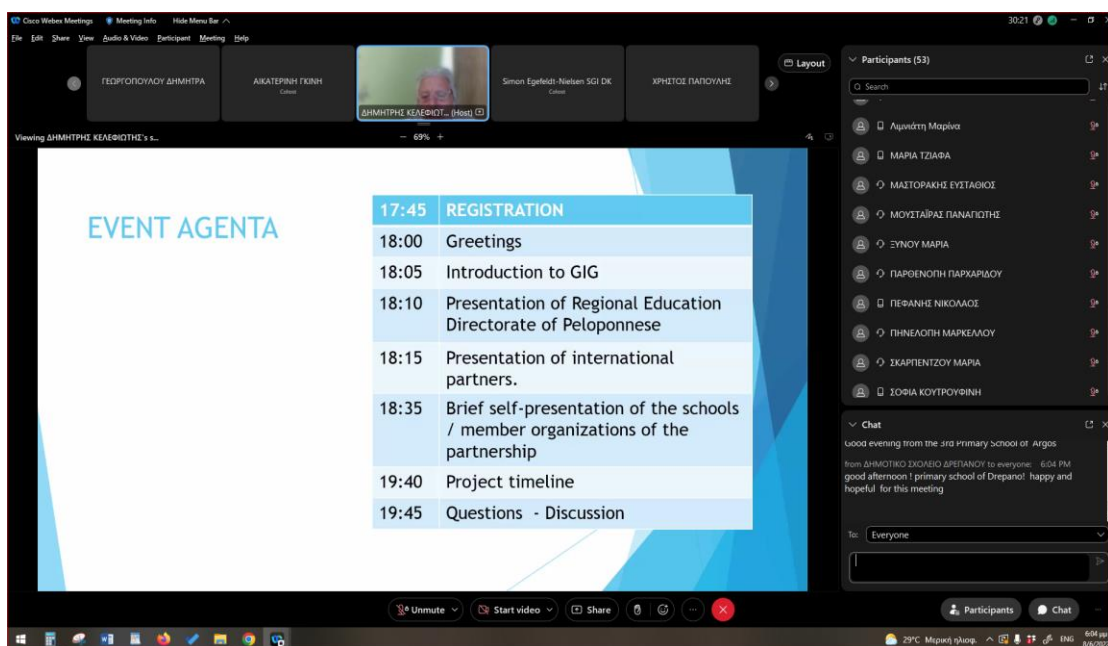 Cisco Webex Meetings Meeting Info Hide Menu Bar
30:21
File Edit Share View Audio & Video Participant Meeting Help
ΓΕΩΡΓΟΠΟΥΛΟΥ ΔΗΜΗΤΡΑ
ΑΙΚΑΤΕΡΙΝΗ ΓΚΙΝΗ
Cohost
ΔΗΜΗΤΡΗΣ ΚΕΛΕΦΙΩΤ... (Host)
Simon Egefeldt-Nielsen SGI DK
Cohost
ΧΡΗΣΤΟΣ ΠΑΠΟΥΛΗΣ
Layout
Viewing ΔΗΜΗΤΡΗΣ ΚΕΛΕΦΙΩΤΗΣ's s...
− 69% +
EVENT AGENTA
17:45 REGISTRATION
18:00 Greetings
18:05 Introduction to GIG
18:10 Presentation of Regional Education
Directorate of Peloponnese
18:15 Presentation of international
partners.
18:35 Brief self-presentation of the schools
/ member organizations of the
partnership
19:40 Project timeline
19:45 Questions - Discussion
Participants (53)
Search
Λιμνιάτη Μαρίνα
ΜΑΡΙΑ ΤΖΙΑΦΑ
ΜΑΣΤΟΡΑΚΗΣ ΕΥΣΤΑΘΙΟΣ
ΜΟΥΣΤΑΪΡΑΣ ΠΑΝΑΓΙΩΤΗΣ
ΞΥΝΟΥ ΜΑΡΙΑ
ΠΑΡΘΕΝΟΠΗ ΠΑΡΧΑΡΙΔΟΥ
ΠΕΦΑΝΗΣ ΝΙΚΟΛΑΟΣ
ΠΗΝΕΛΟΠΗ ΜΑΡΚΕΛΛΟΥ
ΣΚΑΡΠΕΝΤΖΟΥ ΜΑΡΙΑ
ΣΟΦΙΑ ΚΟΥΤΡΟΥΦΙΝΗ
Chat
Good evening from the 3rd Primary School of Argos
from ΔΗΜΟΤΙΚΟ ΣΧΟΛΕΙΟ ΔΡΕΠΑΝΟΥ to everyone: 6:04 PM
good afternoon ! primary school of Drepano! happy and
hopeful for this meeting
To: Everyone
Unmute Start video Share
Participants Chat
29°C Μερική ηλιοφ. ENG 6:04 μμ